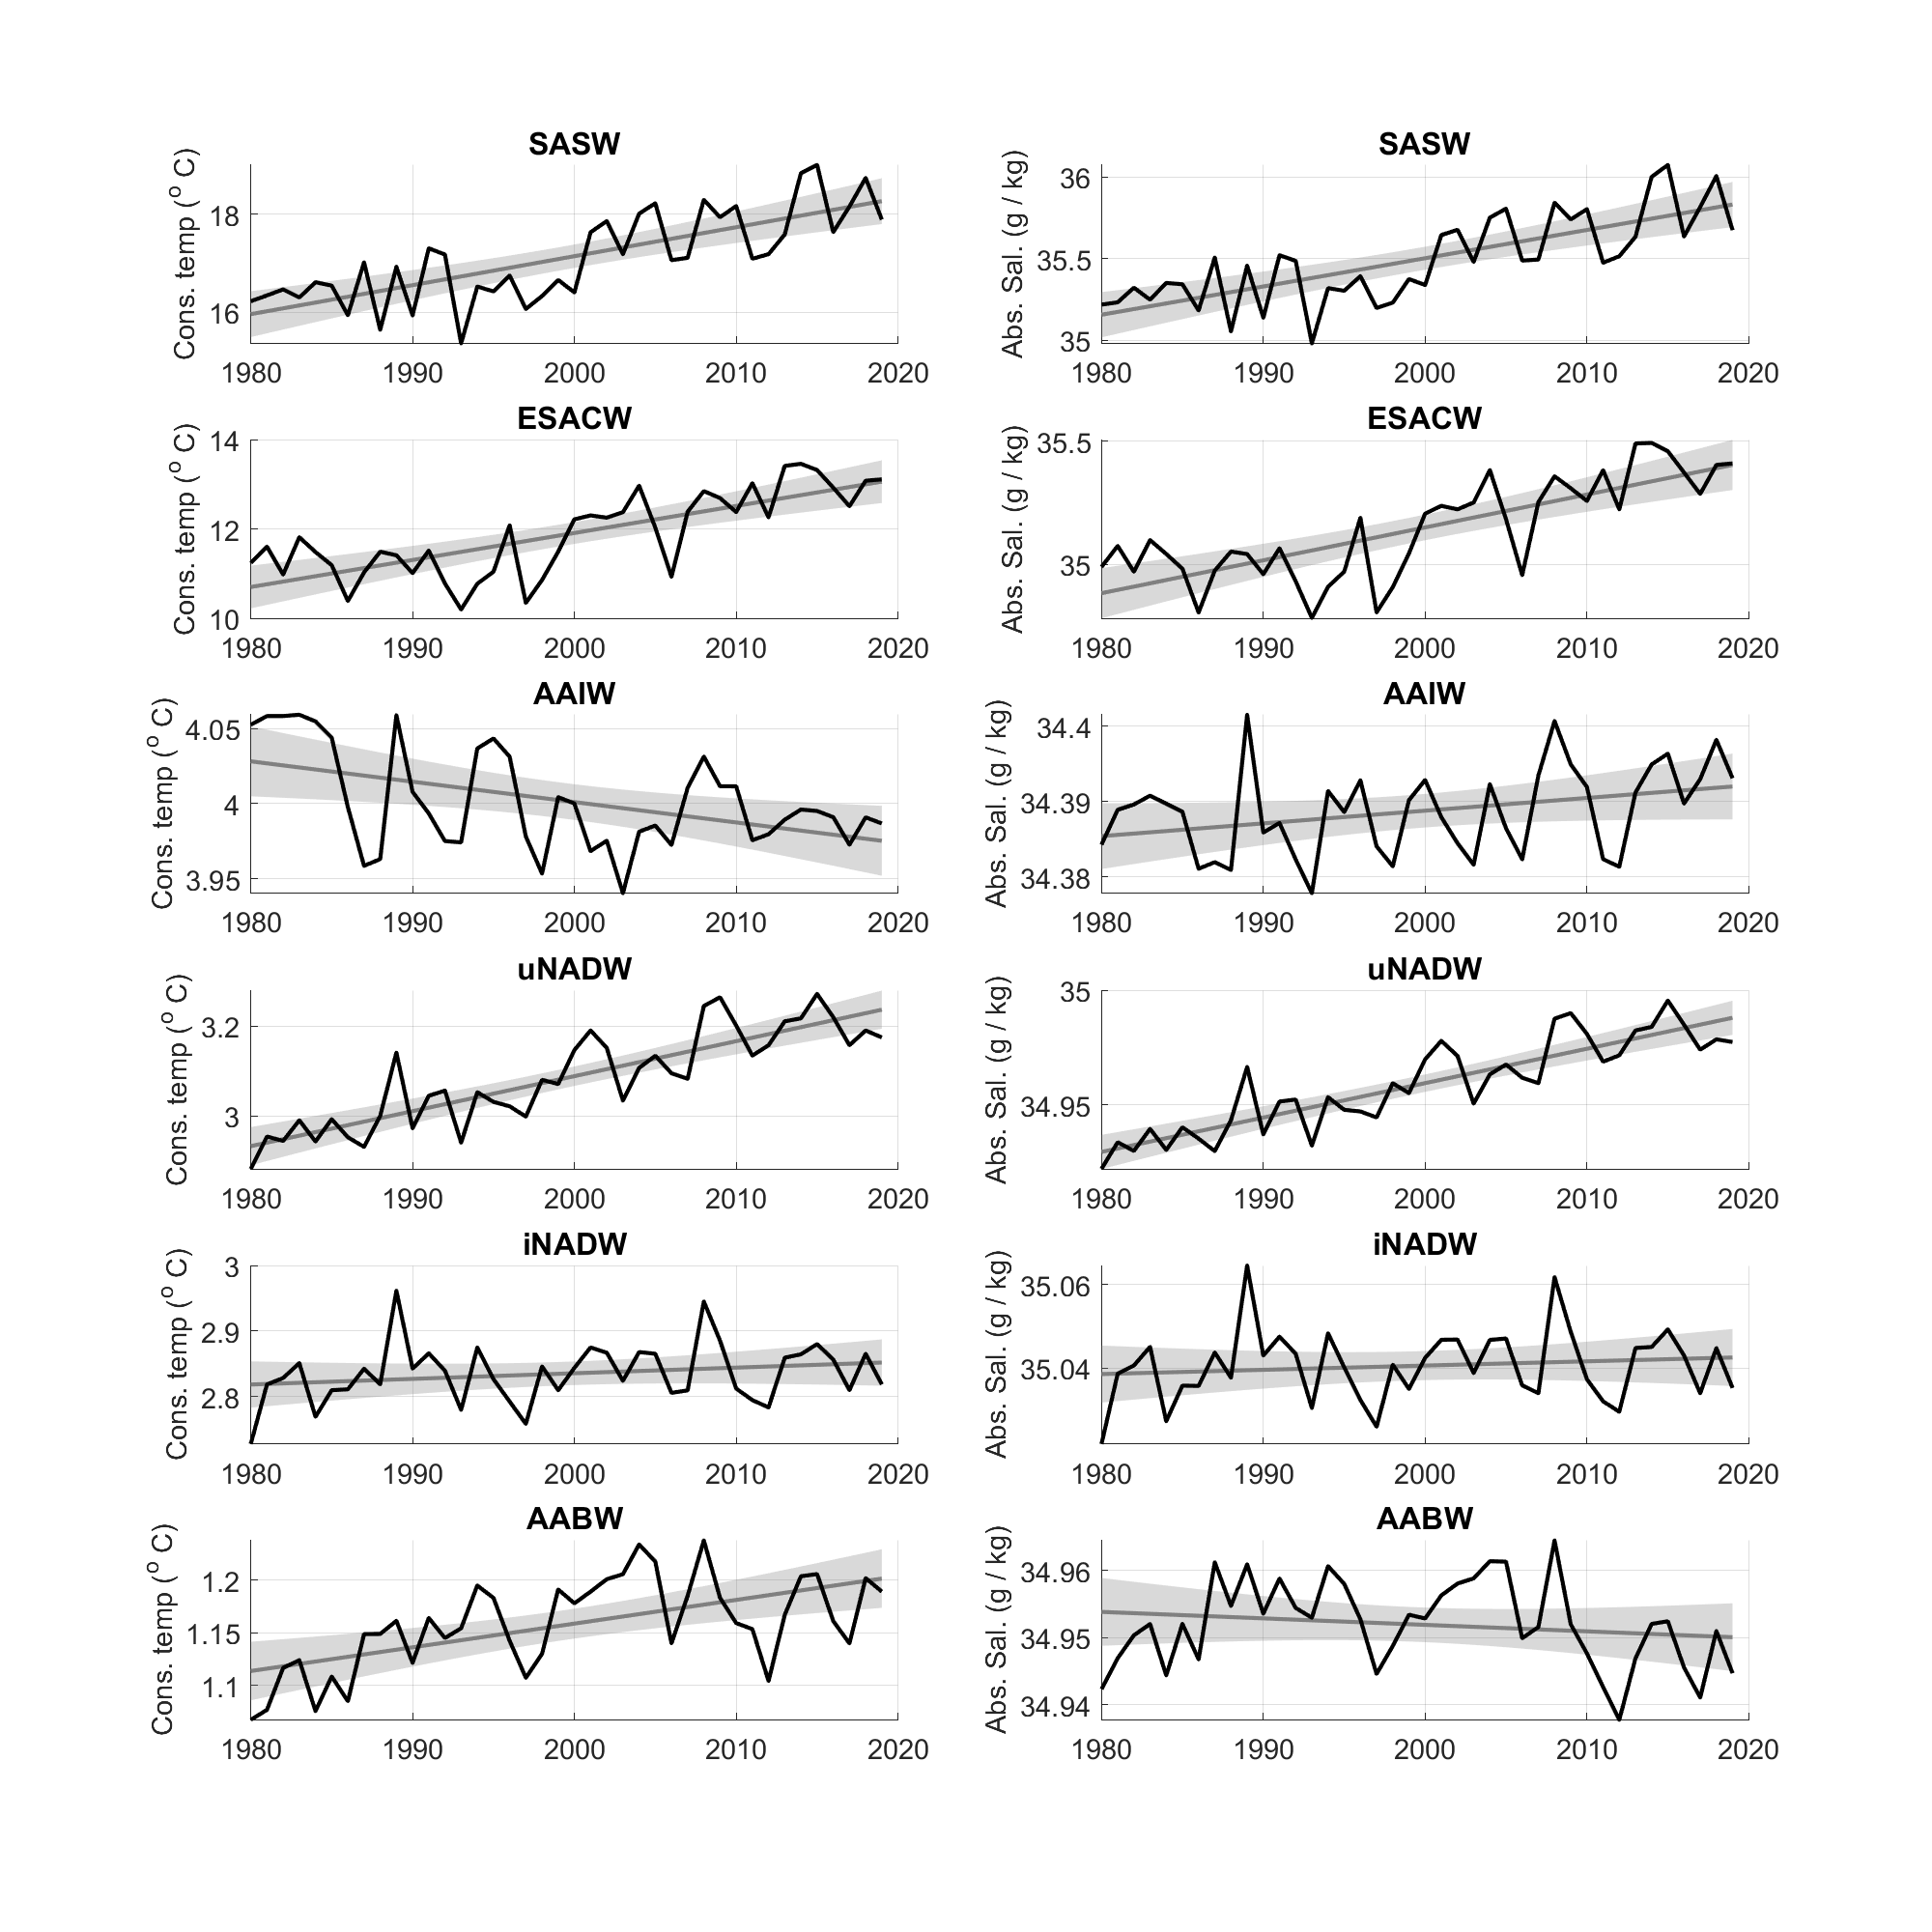 SASW
Cons. temp (° C)
18
16
1980 1990 2000 2010 2020
SASW
Abs. Sal. (g / kg)
36
35.5
35
1980 1990 2000 2010 2020
ESACW
Cons. temp (° C)
14
12
10
1980 1990 2000 2010 2020
ESACW
Abs. Sal. (g / kg)
35.5
35
1980 1990 2000 2010 2020
AAIW
Cons. temp (° C)
4.05
4
3.95
1980 1990 2000 2010 2020
AAIW
Abs. Sal. (g / kg)
34.4
34.39
34.38
1980 1990 2000 2010 2020
uNADW
Cons. temp (° C)
3.2
3
1980 1990 2000 2010 2020
uNADW
Abs. Sal. (g / kg)
35
34.95
1980 1990 2000 2010 2020
iNADW
Cons. temp (° C)
3
2.9
2.8
1980 1990 2000 2010 2020
iNADW
Abs. Sal. (g / kg)
35.06
35.04
1980 1990 2000 2010 2020
AABW
Cons. temp (° C)
1.2
1.15
1.1
1980 1990 2000 2010 2020
AABW
Abs. Sal. (g / kg)
34.96
34.95
34.94
1980 1990 2000 2010 2020